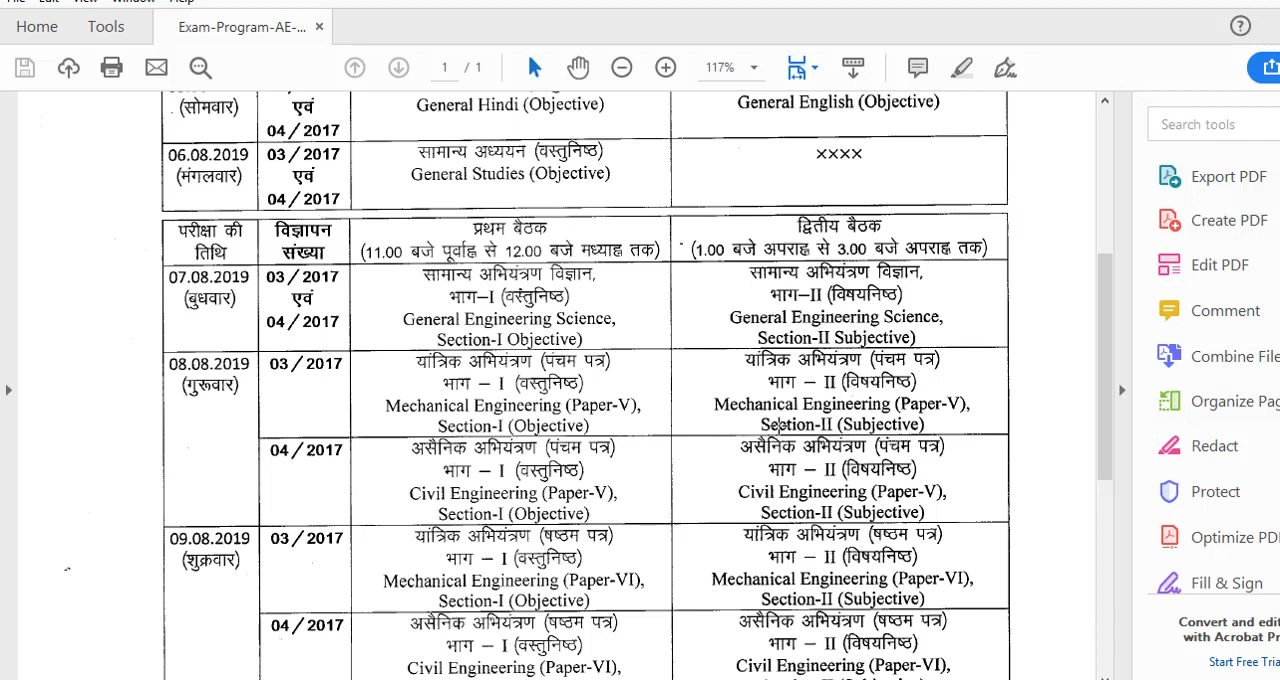 Home
Tools
Exam-Program-AE-...
1 / 1
117%
(सोमवार)
एवं
04/2017
General Hindi (Objective)
General English (Objective)
06.08.2019
(मंगलवार)
03/2017
एवं
04/2017
सामान्य अध्ययन (वस्तुनिष्ठ)
General Studies (Objective)
xxxx
परीक्षा की
तिथि
विज्ञापन
संख्या
प्रथम बैठक
(11.00 बजे पूर्वाह्न से 12.00 बजे मध्याह्न तक)
द्वितीय बैठक
(1.00 बजे अपराह्न से 3.00 बजे अपराह्न तक)
07.08.2019
(बुधवार)
03/2017
एवं
04/2017
सामान्य अभियंत्रण विज्ञान,
भाग-I (वस्तुनिष्ठ)
General Engineering Science,
Section-I Objective)
सामान्य अभियंत्रण विज्ञान,
भाग-II (विषयनिष्ठ)
General Engineering Science,
Section-II Subjective)
08.08.2019
(गुरूवार)
03/2017
यांत्रिक अभियंत्रण (पंचम पत्र)
भाग – I (वस्तुनिष्ठ)
Mechanical Engineering (Paper-V),
Section-I (Objective)
यांत्रिक अभियंत्रण (पंचम पत्र)
भाग – II (विषयनिष्ठ)
Mechanical Engineering (Paper-V),
Section-II (Subjective)
04/2017
असैनिक अभियंत्रण (पंचम पत्र)
भाग – I (वस्तुनिष्ठ)
Civil Engineering (Paper-V),
Section-I (Objective)
असैनिक अभियंत्रण (पंचम पत्र)
भाग – II (विषयनिष्ठ)
Civil Engineering (Paper-V),
Section-II (Subjective)
09.08.2019
(शुक्रवार)
03/2017
यांत्रिक अभियंत्रण (षष्ठम पत्र)
भाग – I (वस्तुनिष्ठ)
Mechanical Engineering (Paper-VI),
Section-I (Objective)
यांत्रिक अभियंत्रण (षष्ठम पत्र)
भाग – II (विषयनिष्ठ)
Mechanical Engineering (Paper-VI),
Section-II (Subjective)
04/2017
असैनिक अभियंत्रण (षष्ठम पत्र)
भाग – I (वस्तुनिष्ठ)
Civil Engineering (Paper-VI),
असैनिक अभियंत्रण (षष्ठम पत्र)
भाग – II (विषयनिष्ठ)
Civil Engineering (Paper-VI),
Search tools
Export PDF
Create PDF
Edit PDF
Comment
Combine File
Organize Pag
Redact
Protect
Optimize PD
Fill & Sign
Convert and edit
with Acrobat Pr
Start Free Tria